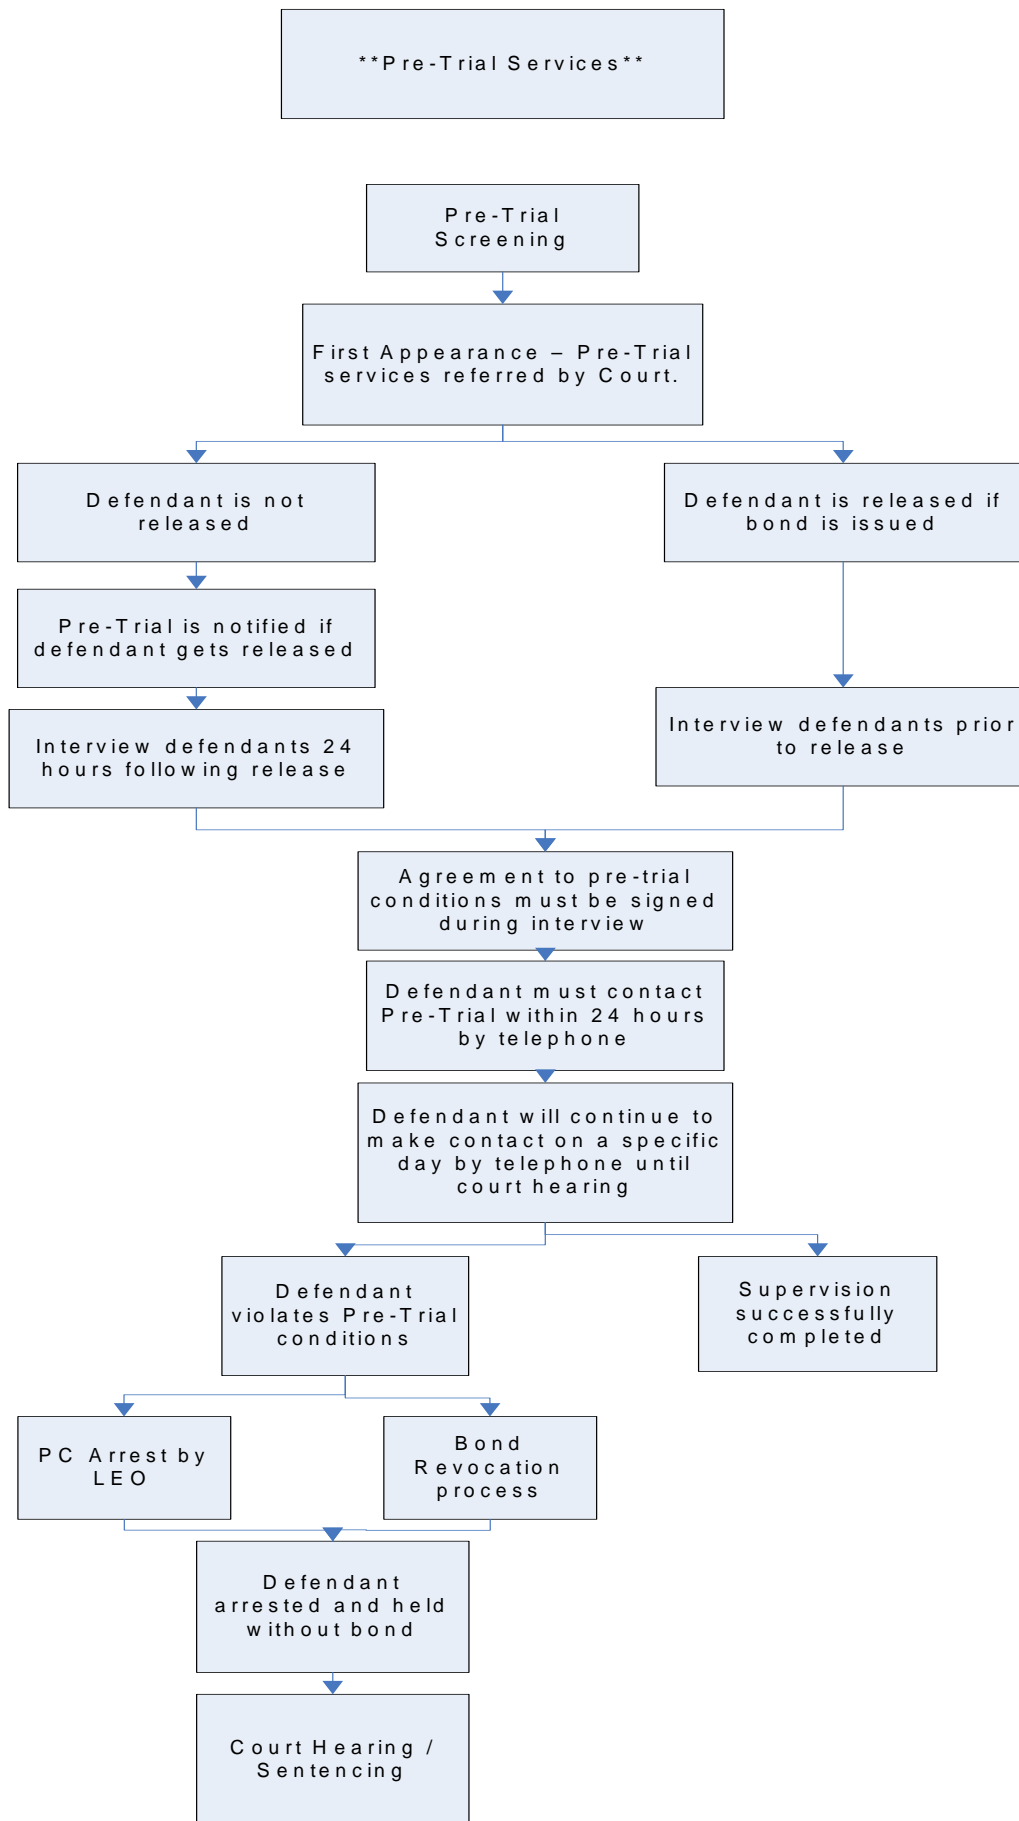 **Pre-Trial Services**
Pre-Trial
Screening
First Appearance – Pre-Trial
services referred by Court.
Defendant is not
released
Defendant is released if
bond is issued
Pre-Trial is notified if
defendant gets released
Interview defendants 24
hours following release
Interview defendants prior
to release
Agreement to pre-trial
conditions must be signed
during interview
Defendant must contact
Pre-Trial within 24 hours
by telephone
Defendant will continue to
make contact on a specific
day by telephone until
court hearing
Defendant
violates Pre-Trial
conditions
Supervision
successfully
completed
PC Arrest by
LEO
Bond
Revocation
process
Defendant
arrested and held
without bond
Court Hearing /
Sentencing